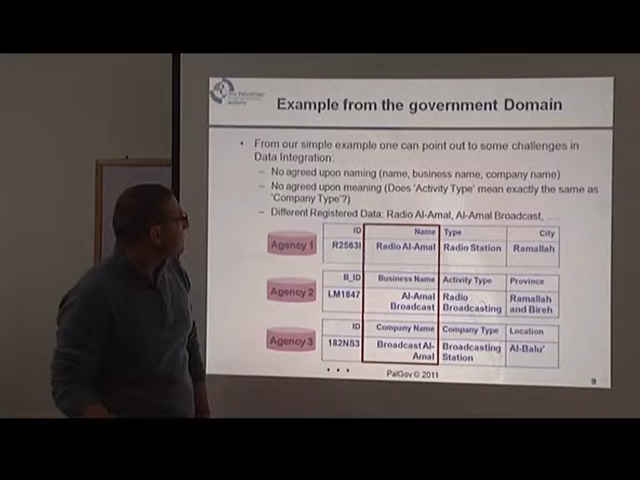 Example from the government Domain
• From our simple example one can point out to some challenges in
Data Integration:
– No agreed upon naming (name, business name, company name)
– No agreed upon meaning (Does 'Activity Type' mean exactly the same as
'Company Type'?)
– Different Registered Data: Radio Al-Amal, Al-Amal Broadcast, ….
ID Name Type City
Agency 1 R2563I Radio Al-Amal Radio Station Ramallah
B_ID Business Name Activity Type Province
Agency 2 LM1847 Al-Amal Broadcast Radio Broadcasting Ramallah and Bireh
ID Company Name Company Type Location
Agency 3 182NS3 Broadcast Al-Amal Broadcasting Station Al-Balu'
. . .
PalGov © 2011
9